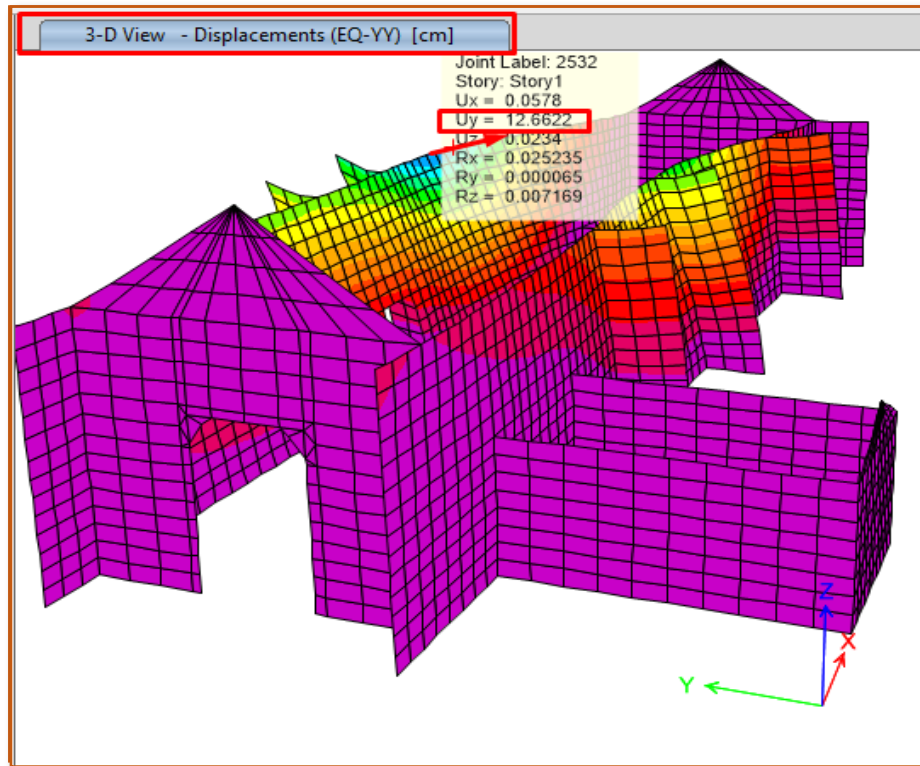 3-D View - Displacements (EQ-YY) [cm]
Joint Label: 2532
Story: Story1
Ux = 0.0578
Uy = 12.6622
Uz = 0.0234
Rx = 0.025235
Ry = 0.000065
Rz = 0.007169
Z
X
Y